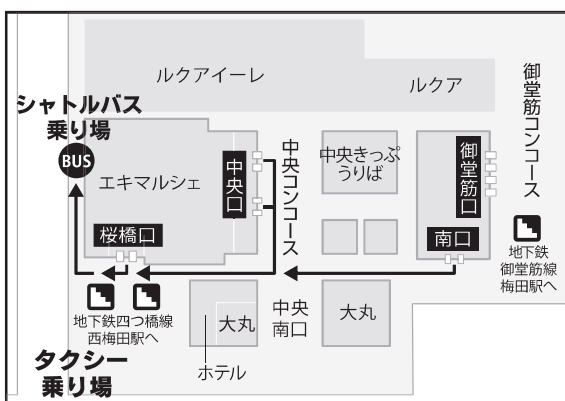 ルクアイーレ
ルクア
御堂筋コンコース
シャトルバス
乗り場
BUS
エキマルシェ
中央口
中央コンコース
中央きっぷ
うりば
御堂筋口
桜橋口
南口
地下鉄
御堂筋線
梅田駅へ
地下鉄四つ橋線
西梅田駅へ
大丸
中央
南口
大丸
ホテル
タクシー
乗り場